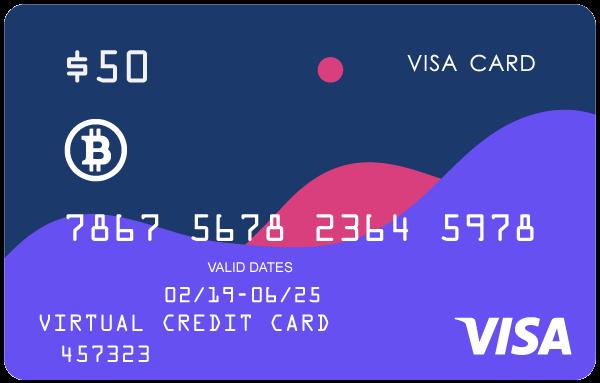 $50
VISA CARD
7867 5678 2364 5978
VALID DATES
02/19-06/25
VIRTUAL CREDIT CARD
457323
VISA